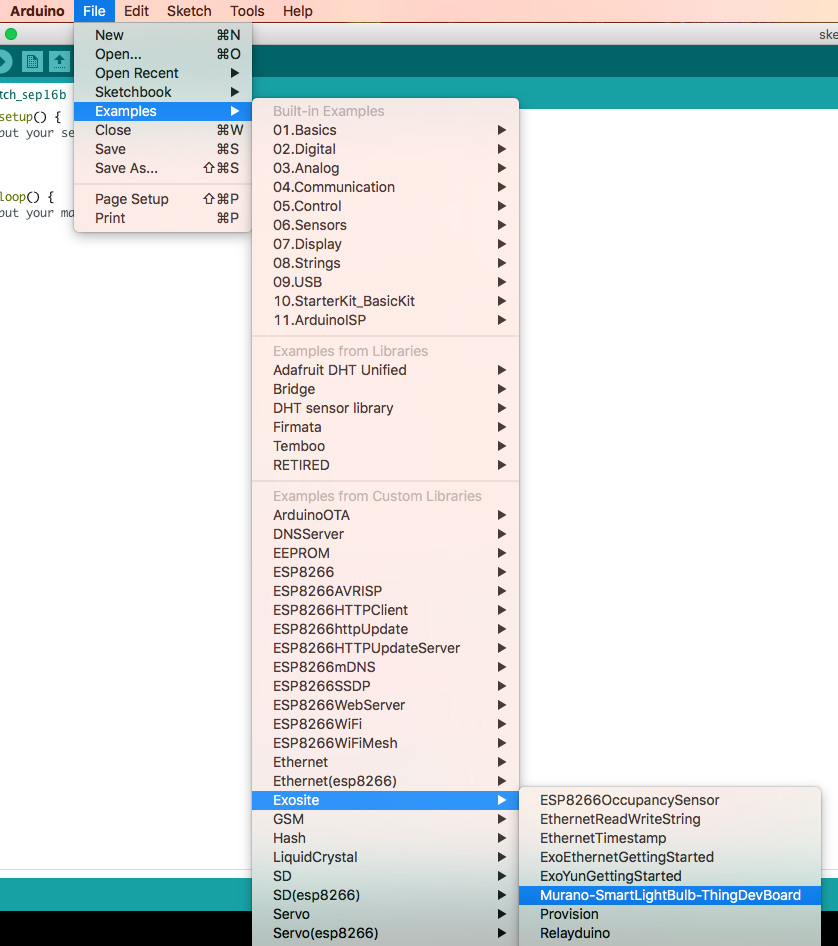 Arduino File Edit Sketch Tools Help
ske
New ⌘N
Open... ⌘O
Open Recent
Sketchbook
Examples
Close ⌘W
Save ⌘S
Save As... ⇧⌘S
Page Setup ⇧⌘P
Print ⌘P
tch_sep16b
setup() {
put your se
loop() {
put your ma
Built-in Examples
01.Basics
02.Digital
03.Analog
04.Communication
05.Control
06.Sensors
07.Display
08.Strings
09.USB
10.StarterKit_BasicKit
11.ArduinoISP
Examples from Libraries
Adafruit DHT Unified
Bridge
DHT sensor library
Firmata
Temboo
RETIRED
Examples from Custom Libraries
ArduinoOTA
DNSServer
EEPROM
ESP8266
ESP8266AVRISP
ESP8266HTTPClient
ESP8266httpUpdate
ESP8266HTTPUpdateServer
ESP8266mDNS
ESP8266SSDP
ESP8266WebServer
ESP8266WiFi
ESP8266WiFiMesh
Ethernet
Ethernet(esp8266)
Exosite
GSM
Hash
LiquidCrystal
SD
SD(esp8266)
Servo
Servo(esp8266)
ESP8266OccupancySensor
EthernetReadWriteString
EthernetTimestamp
ExoEthernetGettingStarted
ExoYunGettingStarted
Murano-SmartLightBulb-ThingDevBoard
Provision
Relayduino